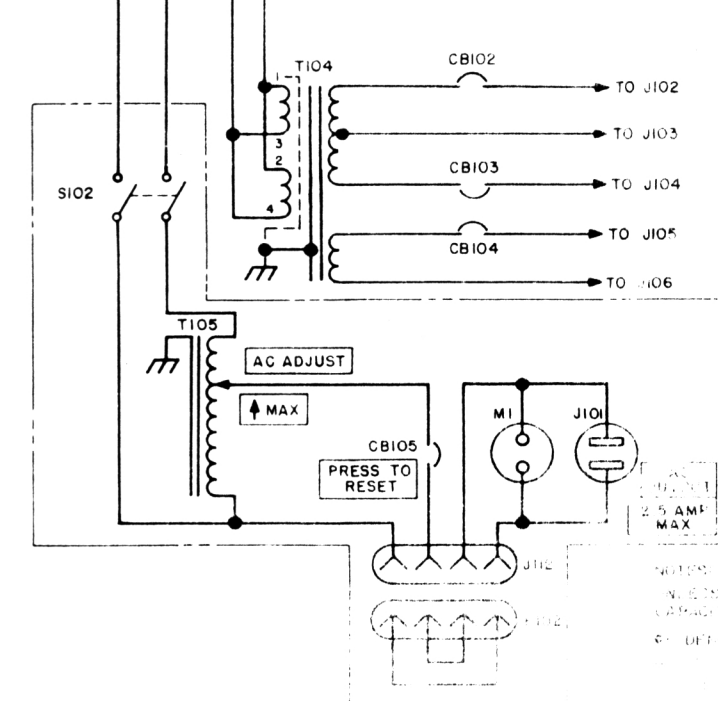 CB102
1
T104
TO J102
3
TO J103
2
CB103
S102
4
TO J104
TO J105
CB104
TO J106
T105
AC ADJUST
MAX
M1
J101
CB105
PRESS TO
RESET
2.5 AMP
MAX
J112
NOTES